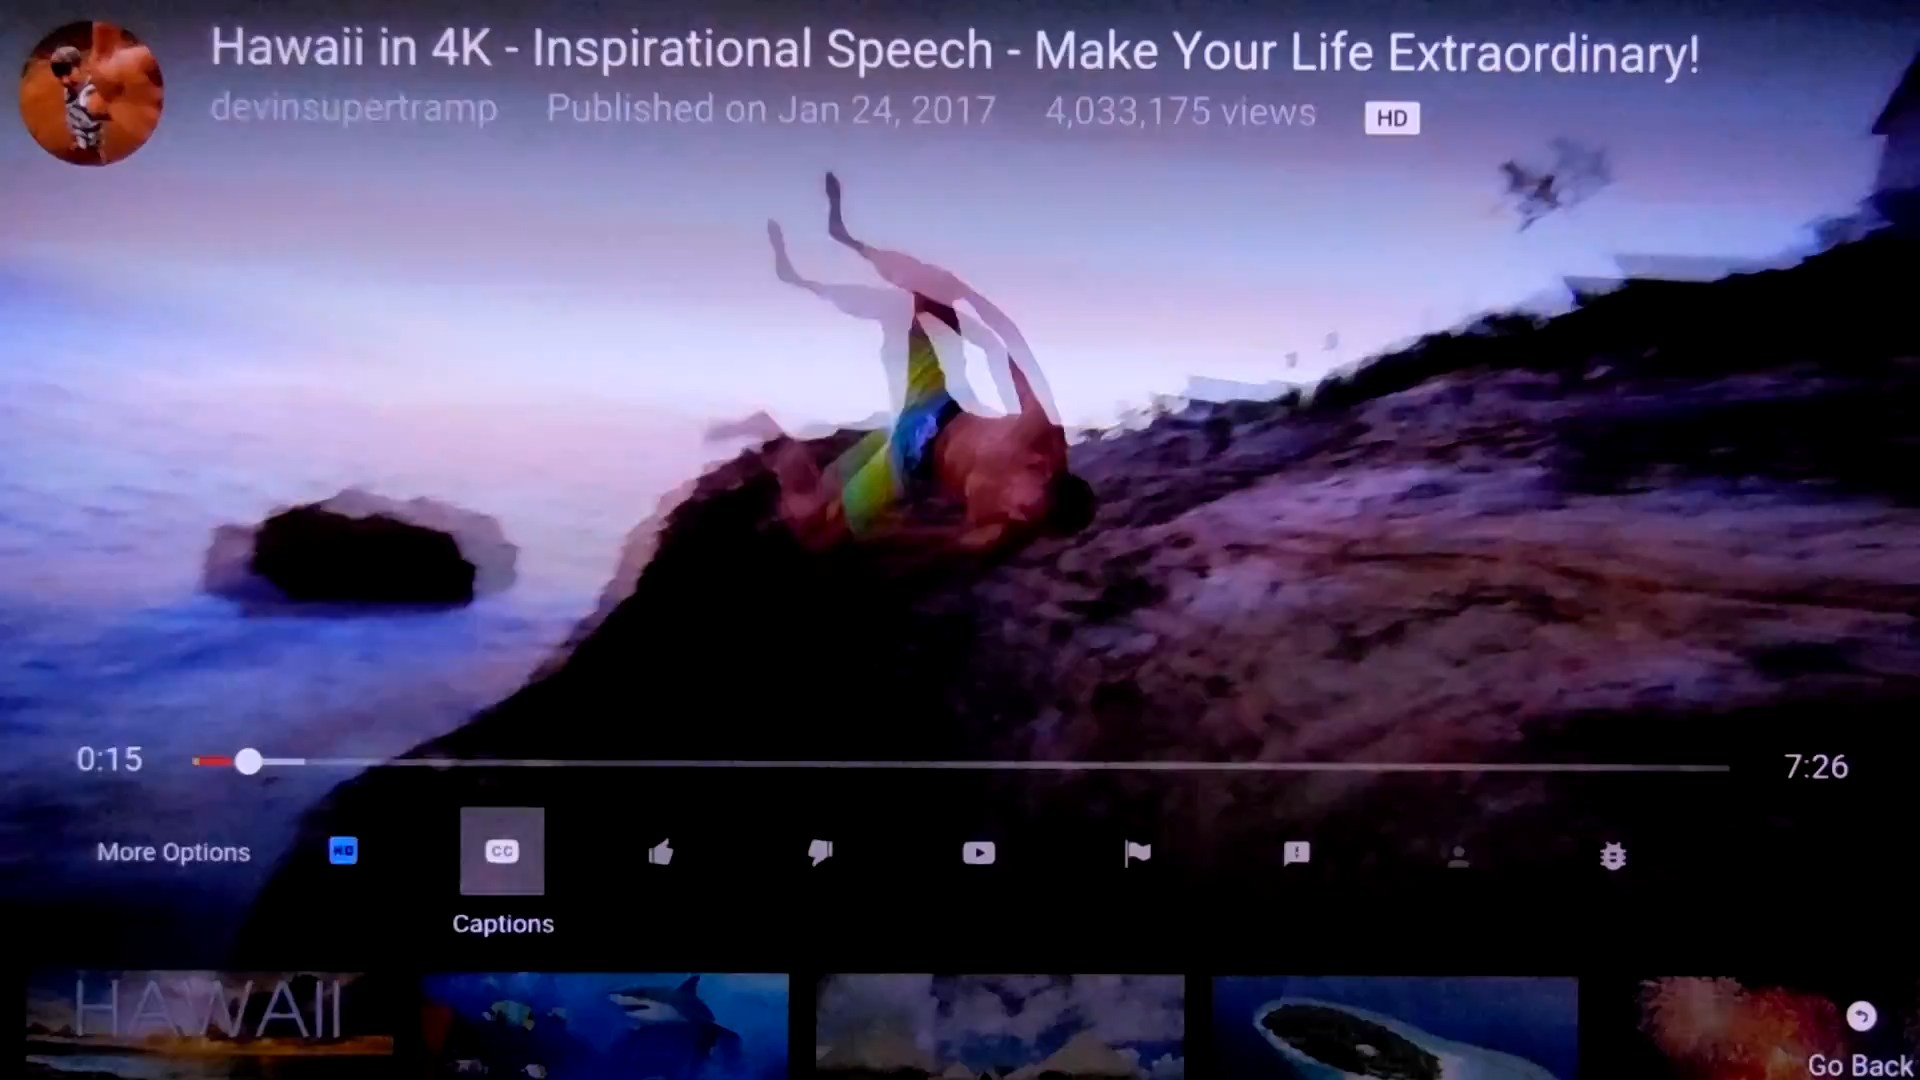 Hawaii in 4K - Inspirational Speech - Make Your Life Extraordinary!
devinsupertramp Published on Jan 24, 2017 4,033,175 views HD
0:15 7:26
More Options HD CC
Captions
HAWAII
Go Back